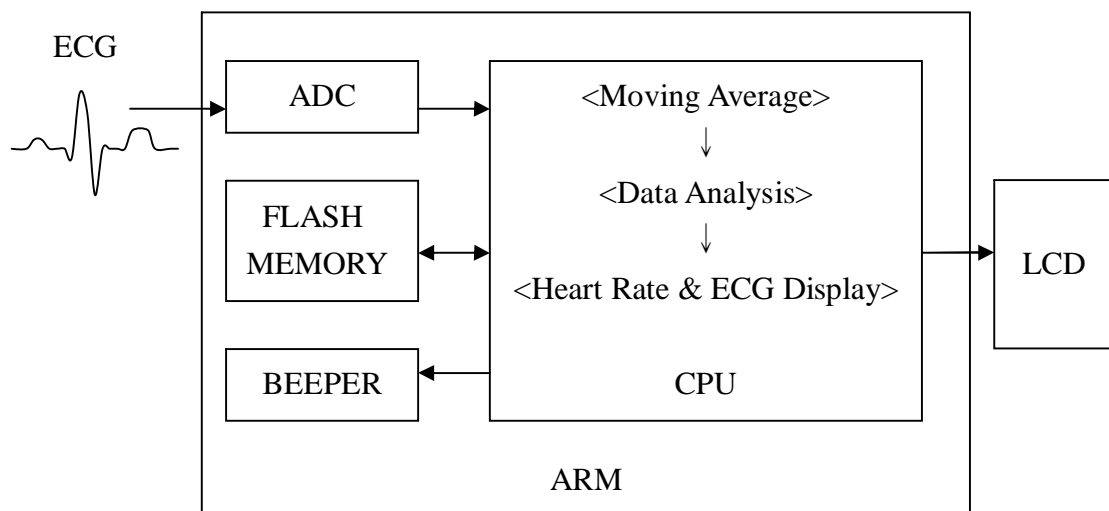 ECG
ADC
FLASH
MEMORY
BEEPER
<Moving Average>
<Data Analysis>
<Heart Rate & ECG Display>
CPU
ARM
LCD